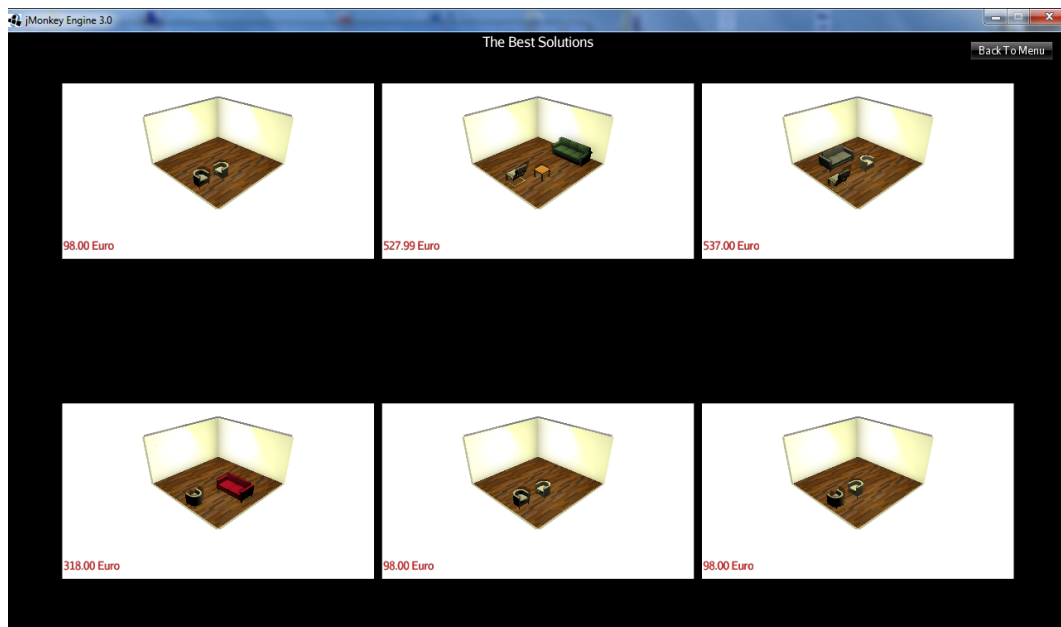 jMonkey Engine 3.0
The Best Solutions
Back To Menu
98.00 Euro
527.99 Euro
537.00 Euro
318.00 Euro
98.00 Euro
98.00 Euro